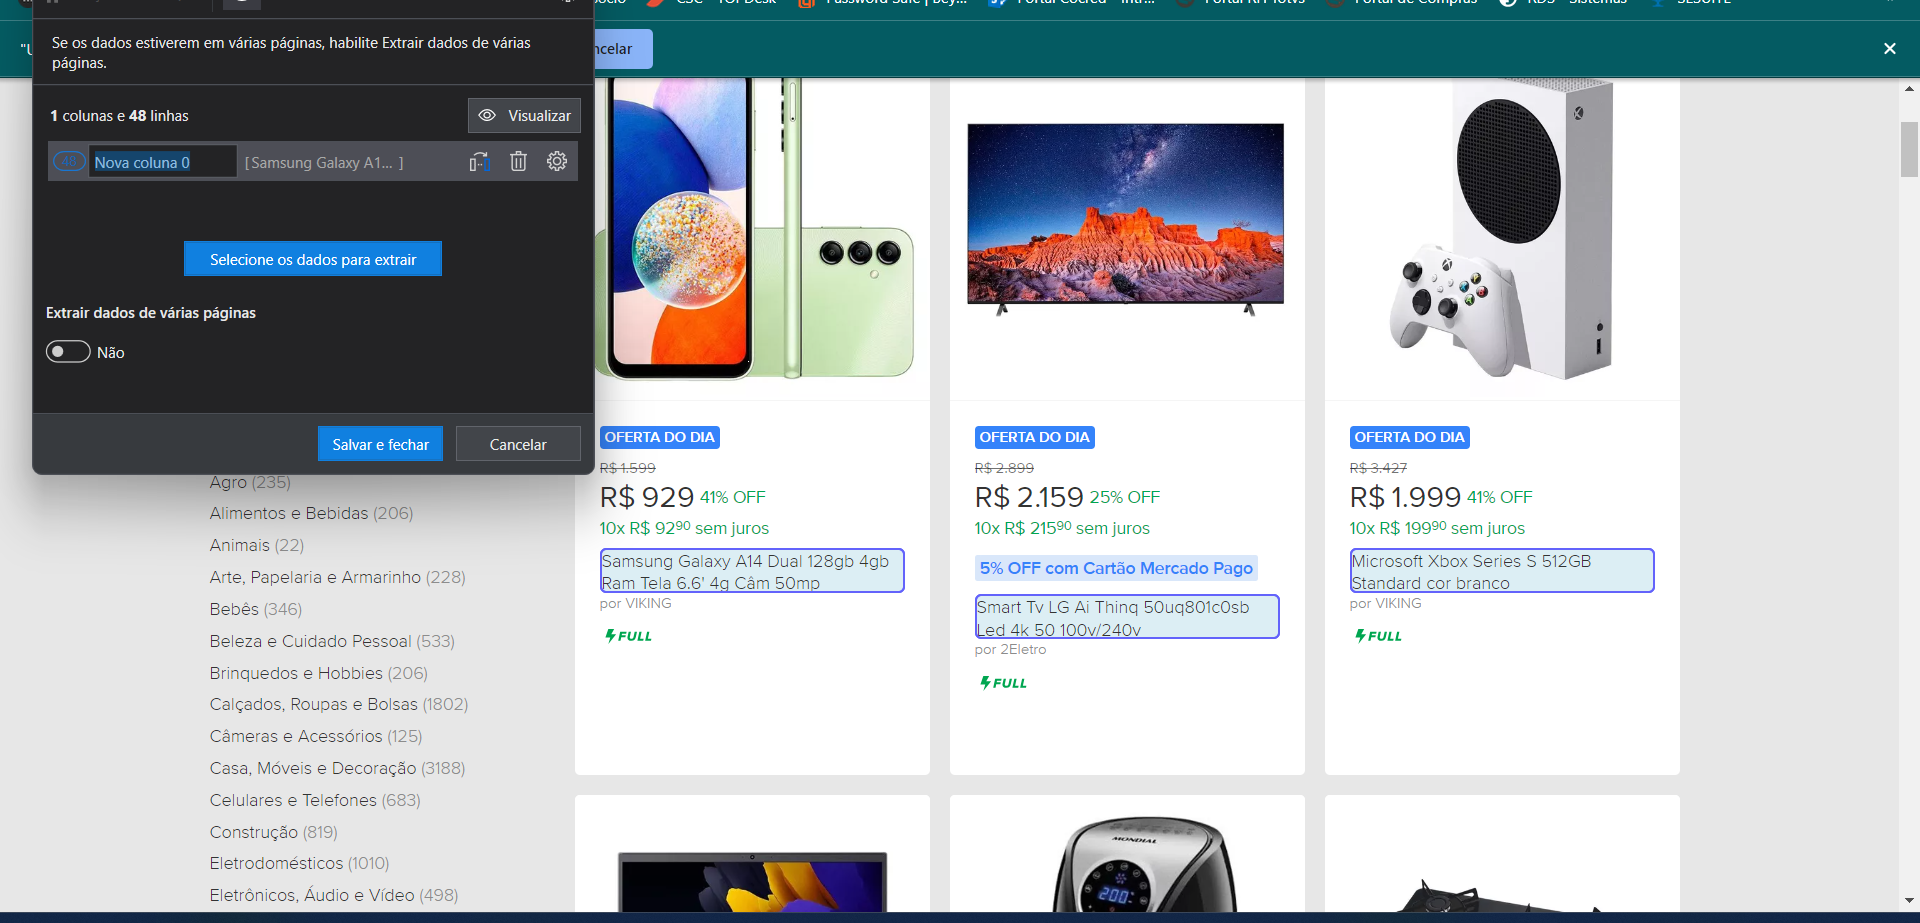 Se os dados estiverem em várias páginas, habilite Extrair dados de várias
páginas.
1 colunas e 48 linhas
Visualizar
48
Nova coluna 0
[ Samsung Galaxy A1... ]
Selecione os dados para extrair
Extrair dados de várias páginas
Não
Salvar e fechar
Cancelar
ncelar
Agro (235)
Alimentos e Bebidas (206)
Animais (22)
Arte, Papelaria e Armarinho (228)
Bebês (346)
Beleza e Cuidado Pessoal (533)
Brinquedos e Hobbies (206)
Calçados, Roupas e Bolsas (1802)
Câmeras e Acessórios (125)
Casa, Móveis e Decoração (3188)
Celulares e Telefones (683)
Construção (819)
Eletrodomésticos (1010)
Eletrônicos, Áudio e Vídeo (498)
OFERTA DO DIA
R$ 1.599
R$ 929 41% OFF
10x R$ 92⁹⁰ sem juros
Samsung Galaxy A14 Dual 128gb 4gb
Ram Tela 6.6' 4g Câm 50mp
por VIKING
FULL
OFERTA DO DIA
R$ 2.899
R$ 2.159 25% OFF
10x R$ 215⁹⁰ sem juros
5% OFF com Cartão Mercado Pago
Smart Tv LG Ai Thinq 50uq801c0sb
Led 4k 50 100v/240v
por 2Eletro
FULL
OFERTA DO DIA
R$ 3.427
R$ 1.999 41% OFF
10x R$ 199⁹⁰ sem juros
Microsoft Xbox Series S 512GB
Standard cor branco
por VIKING
FULL
MONDIAL
200